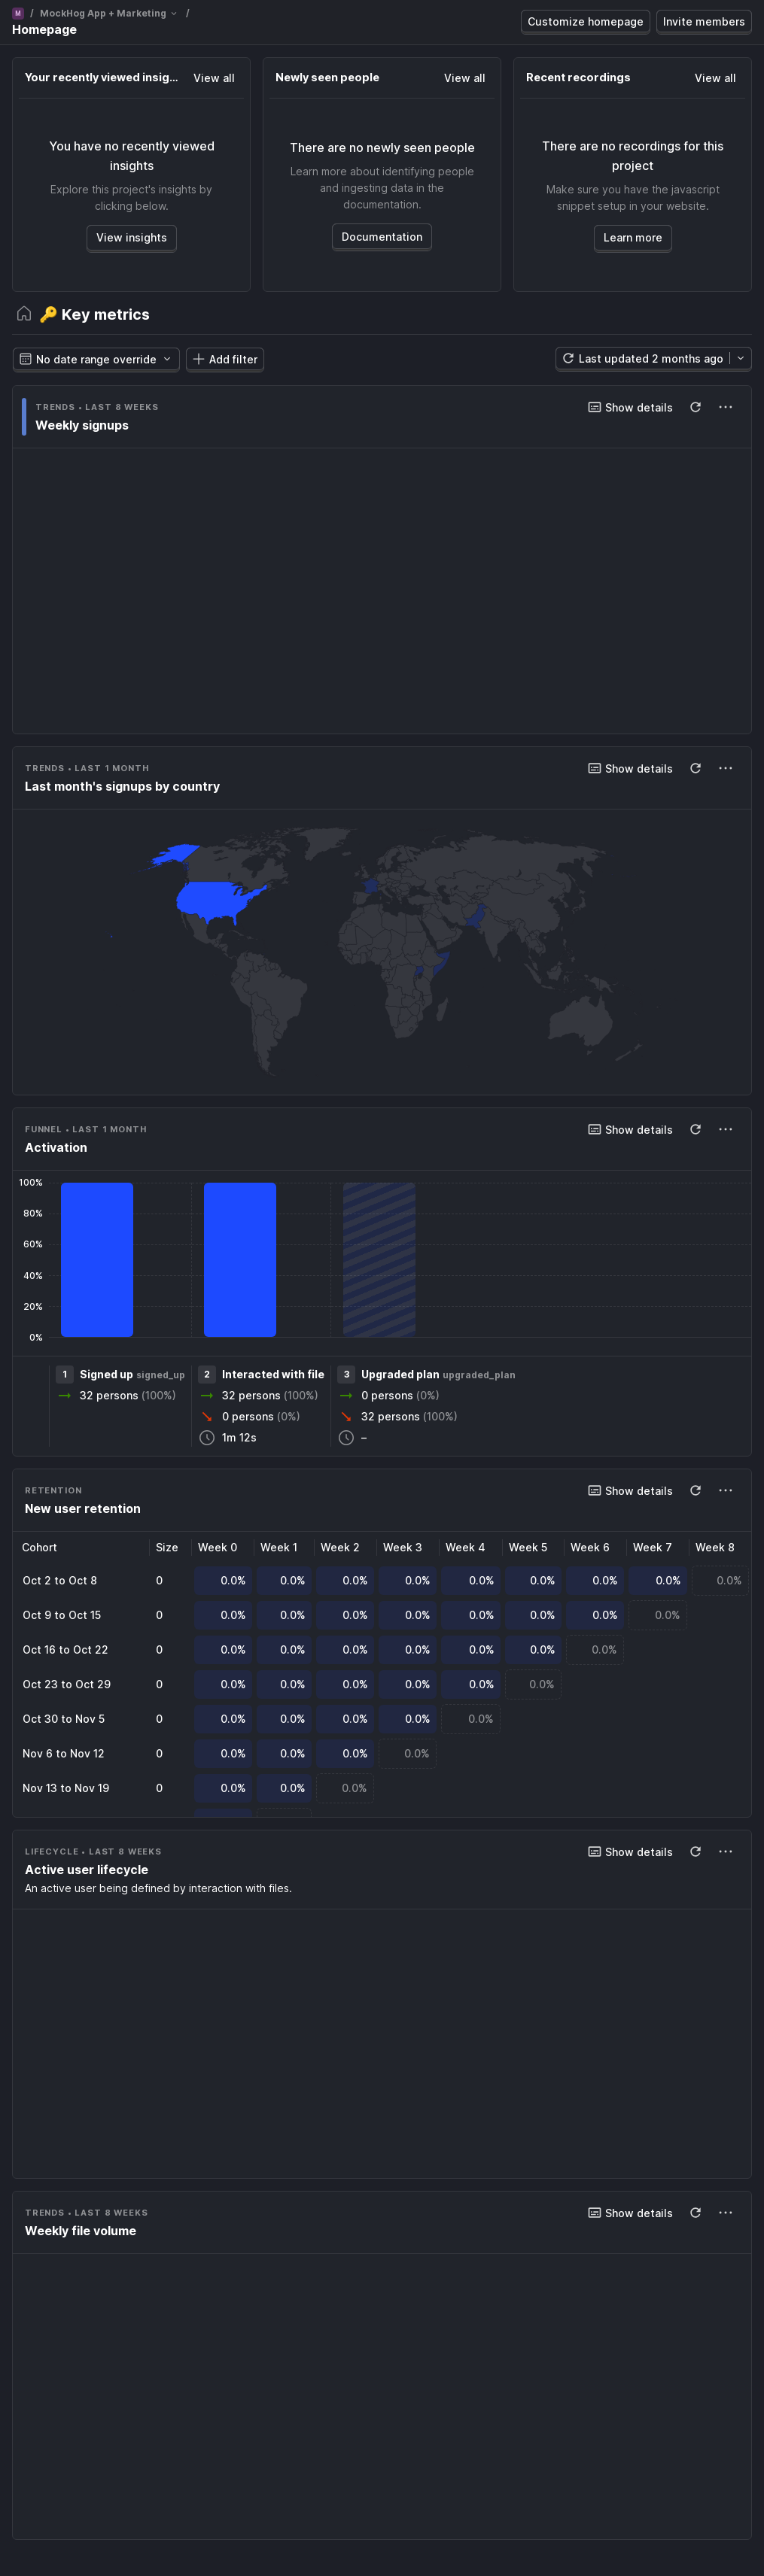 M / MockHog App + Marketing /
Homepage
Customize homepage
Invite members
Your recently viewed insig...
View all
You have no recently viewed
insights
Explore this project's insights by
clicking below.
View insights
Newly seen people
View all
There are no newly seen people
Learn more about identifying people
and ingesting data in the
documentation.
Documentation
Recent recordings
View all
There are no recordings for this
project
Make sure you have the javascript
snippet setup in your website.
Learn more
🔑 Key metrics
No date range override
Add filter
Last updated 2 months ago
TRENDS • LAST 8 WEEKS
Show details
Weekly signups
TRENDS • LAST 1 MONTH
Show details
Last month's signups by country
FUNNEL • LAST 1 MONTH
Show details
Activation
100%
80%
60%
40%
20%
0%
1 Signed up signed_up
32 persons (100%)
2 Interacted with file
32 persons (100%)
0 persons (0%)
1m 12s
3 Upgraded plan upgraded_plan
0 persons (0%)
32 persons (100%)
–
RETENTION
Show details
New user retention
Cohort Size Week 0 Week 1 Week 2 Week 3 Week 4 Week 5 Week 6 Week 7 Week 8
Oct 2 to Oct 8 0 0.0% 0.0% 0.0% 0.0% 0.0% 0.0% 0.0% 0.0% 0.0%
Oct 9 to Oct 15 0 0.0% 0.0% 0.0% 0.0% 0.0% 0.0% 0.0% 0.0%
Oct 16 to Oct 22 0 0.0% 0.0% 0.0% 0.0% 0.0% 0.0% 0.0%
Oct 23 to Oct 29 0 0.0% 0.0% 0.0% 0.0% 0.0% 0.0%
Oct 30 to Nov 5 0 0.0% 0.0% 0.0% 0.0% 0.0%
Nov 6 to Nov 12 0 0.0% 0.0% 0.0% 0.0%
Nov 13 to Nov 19 0 0.0% 0.0% 0.0%
LIFECYCLE • LAST 8 WEEKS
Show details
Active user lifecycle
An active user being defined by interaction with files.
TRENDS • LAST 8 WEEKS
Show details
Weekly file volume